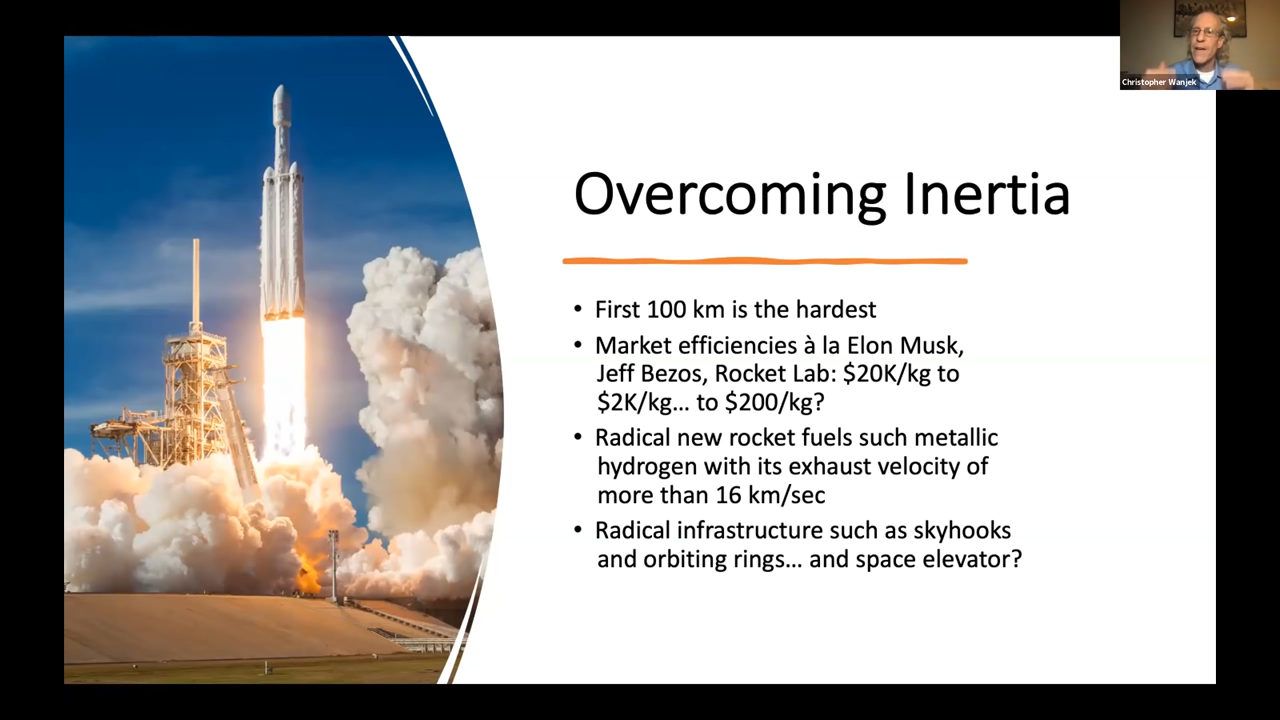 Christopher Wanjek
Overcoming Inertia
• First 100 km is the hardest
• Market efficiencies à la Elon Musk,
Jeff Bezos, Rocket Lab: $20K/kg to
$2K/kg... to $200/kg?
• Radical new rocket fuels such metallic
hydrogen with its exhaust velocity of
more than 16 km/sec
• Radical infrastructure such as skyhooks
and orbiting rings... and space elevator?